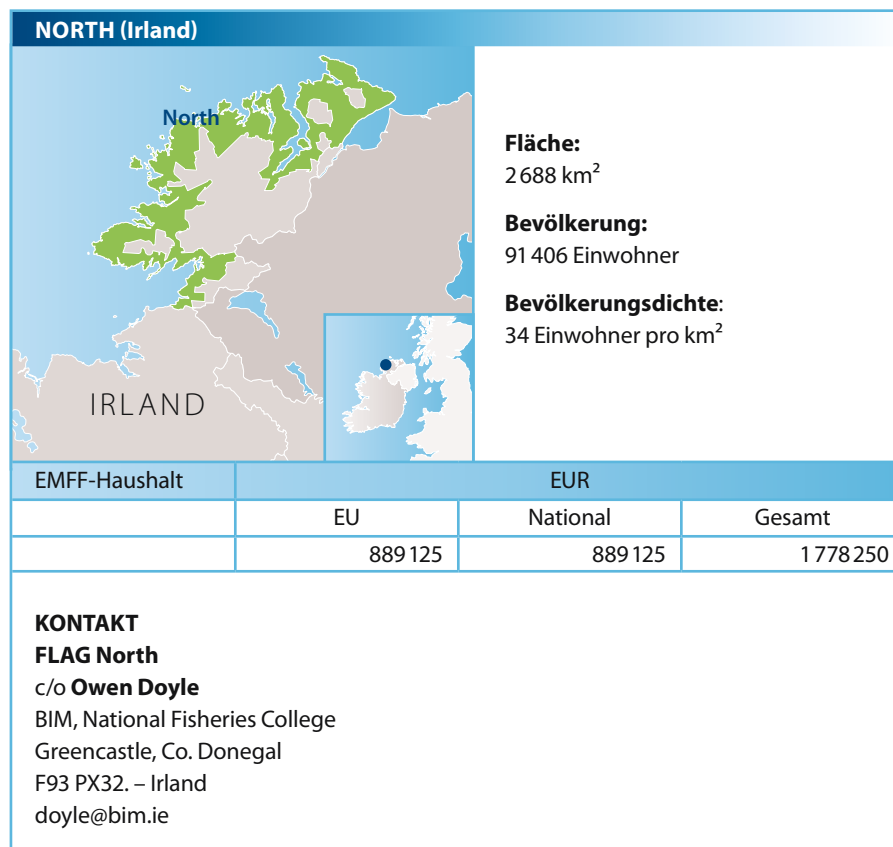 NORTH (Irland)
North
IRLAND
Fläche:
2 688 km²
Bevölkerung:
91 406 Einwohner
Bevölkerungsdichte:
34 Einwohner pro km²
EMFF-Haushalt EUR
EU National Gesamt
889 125 889 125 1 778 250
KONTAKT
FLAG North
c/o Owen Doyle
BIM, National Fisheries College
Greencastle, Co. Donegal
F93 PX32. – Irland
doyle@bim.ie